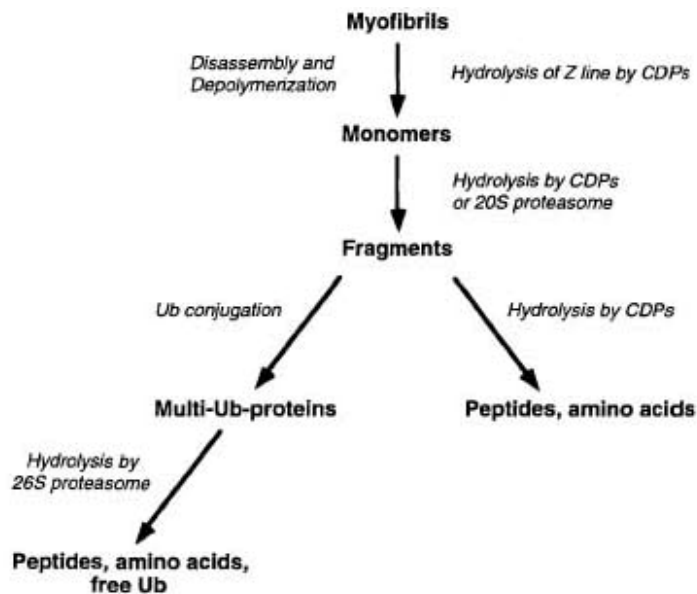 Myofibrils
Disassembly and
Depolymerization
Hydrolysis of Z line by CDPs
Monomers
Hydrolysis by CDPs
or 20S proteasome
Fragments
Ub conjugation
Hydrolysis by CDPs
Multi-Ub-proteins
Peptides, amino acids
Hydrolysis by
26S proteasome
Peptides, amino acids,
free Ub